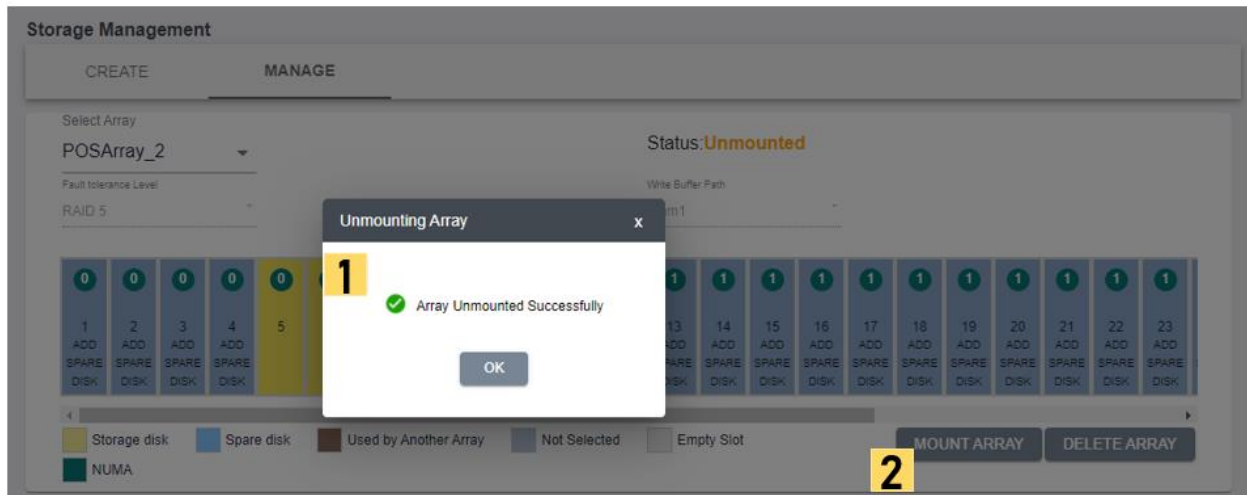 Storage Management
CREATE MANAGE
Select Array
POSArray_2
Status:Unmounted
Fault tolerance Level
Write Buffer Path
RAID 5
Unmounting Array x
1
Array Unmounted Successfully
OK
0 0 0 0 0 1 1 1 1 1 1 1 1 1 1
1 2 3 4 5 13 14 15 16 17 18 19 20 21 22 23
ADD ADD ADD ADD ADD ADD ADD ADD ADD ADD ADD ADD ADD ADD
SPARE SPARE SPARE SPARE SPARE SPARE SPARE SPARE SPARE SPARE SPARE SPARE SPARE
DISK DISK DISK DISK DISK DISK DISK DISK DISK DISK DISK DISK DISK DISK
Storage disk Spare disk Used by Another Array Not Selected Empty Slot
NUMA
2
MOUNT ARRAY DELETE ARRAY